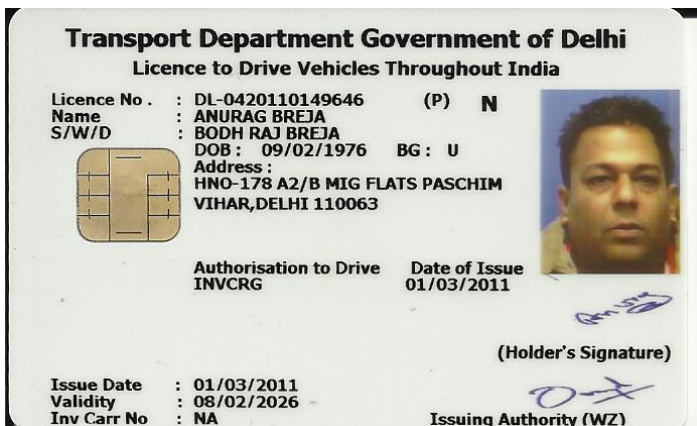 Transport Department Government of Delhi
Licence to Drive Vehicles Throughout India
Licence No . : DL-0420110149646 (P) N
Name : ANURAG BREJA
S/W/D : BODH RAJ BREJA
DOB : 09/02/1976 BG : U
Address :
HNO-178 A2/B MIG FLATS PASCHIM
VIHAR,DELHI 110063
Authorisation to Drive Date of Issue
INVCRG 01/03/2011
(Holder's Signature)
Issue Date : 01/03/2011
Validity : 08/02/2026
Inv Carr No : NA Issuing Authority (WZ)